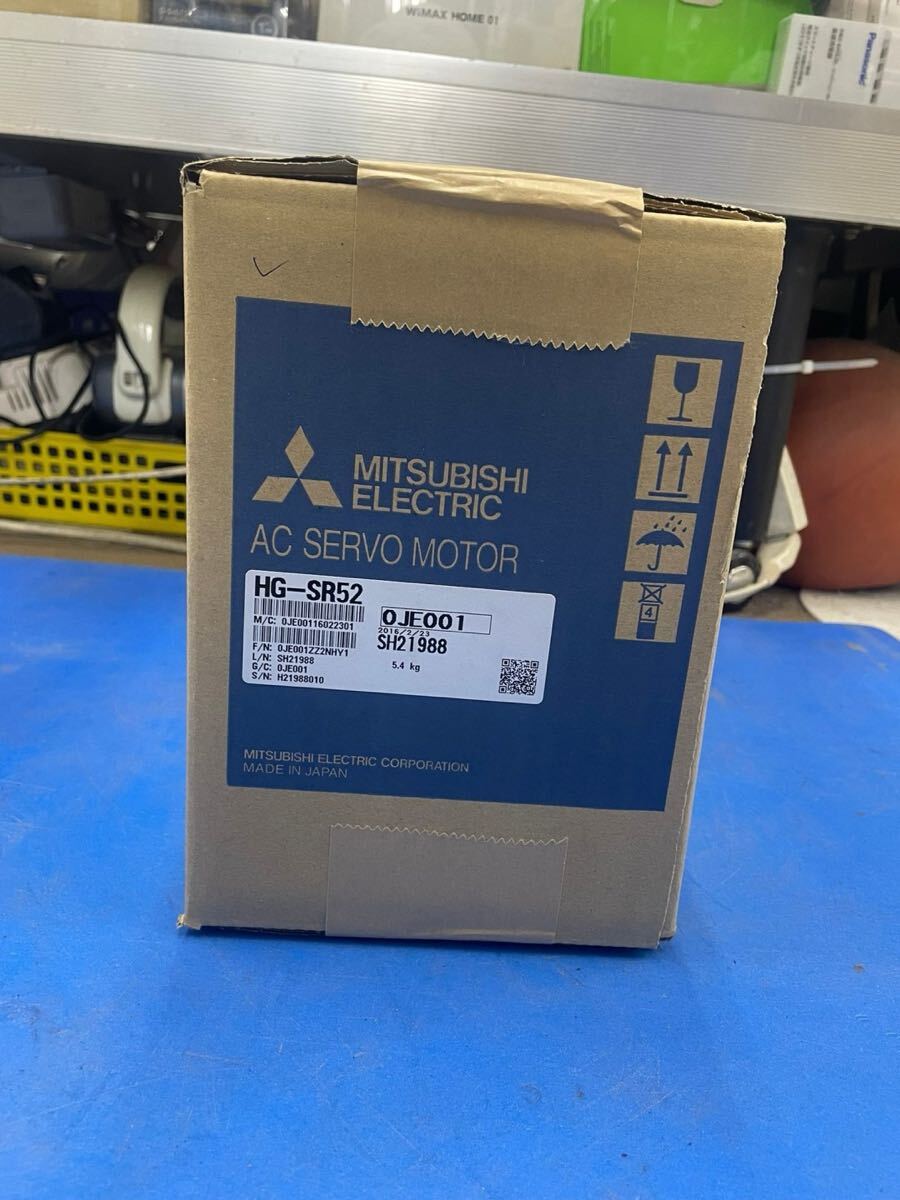 WiMAX HOME 01
Panasonic
MITSUBISHI
ELECTRIC
AC SERVO MOTOR
4
HG-SR52
M/C: 0JE00116022301
0JE001
2016/2/23
SH21988
F/N: 0JE001ZZ2NHY1
L/N: SH21988
G/C: 0JE001
S/N: H21988010
5.4 kg
MITSUBISHI ELECTRIC CORPORATION
MADE IN JAPAN